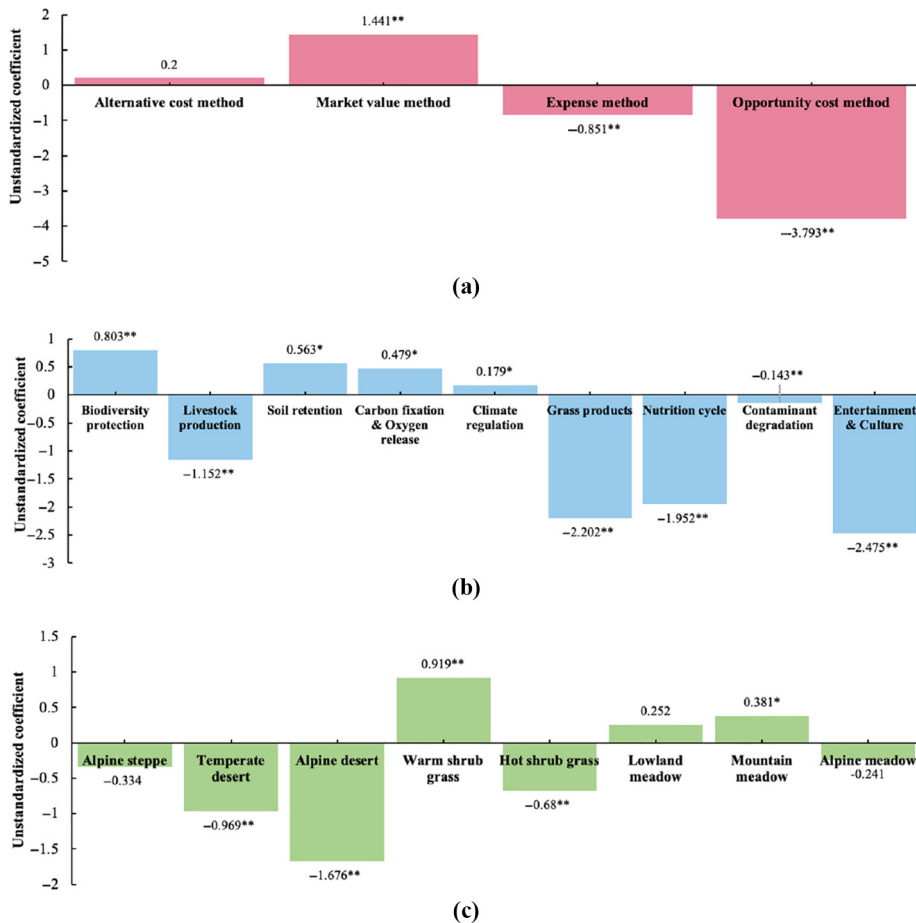 Unstandardized coefficient
2
1
0
−1
−2
−3
−4
−5
0.2
1.441**
Alternative cost method
Market value method
Expense method
Opportunity cost method
−0.851**
−3.793**
(a)
Unstandardized coefficient
1
0.5
0
−0.5
−1
−1.5
−2
−2.5
-3
0.803**
0.563*
0.479*
0.179*
−0.143**
Biodiversity
protection
Livestock
production
Soil retention
Carbon fixation
& Oxygen
release
Climate
regulation
Grass products
Nutrition cycle
Contaminant
degradation
Entertainment
& Culture
−1.152**
−2.202**
−1.952**
−2.475**
(b)
Unstandardized coefficient
1.5
1
0.5
0
−0.5
−1
−1.5
−2
0.919**
0.252
0.381*
Alpine steppe
Temperate
desert
Alpine desert
Warm shrub
grass
Hot shrub grass
Lowland
meadow
Mountain
meadow
Alpine meadow
−0.334
−0.969**
−1.676**
−0.68**
−0.241
(c)